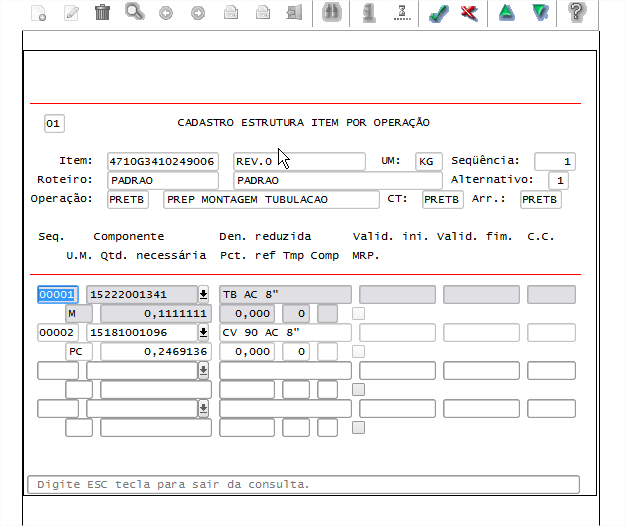 01 CADASTRO ESTRUTURA ITEM POR OPERAÇÃO
Item: 4710G3410249006 REV.0 UM: KG Seqüência: 1
Roteiro: PADRAO PADRAO Alternativo: 1
Operação: PRETB PREP MONTAGEM TUBULACAO CT: PRETB Arr.: PRETB
Seq. Componente Den. reduzida Valid. ini. Valid. fim. C.C.
U.M. Qtd. necessária Pct. ref Tmp Comp MRP.
00001 15222001341 TB AC 8"
M 0,1111111 0,000 0
00002 15181001096 CV 90 AC 8"
PC 0,2469136 0,000 0
Digite ESC tecla para sair da consulta.